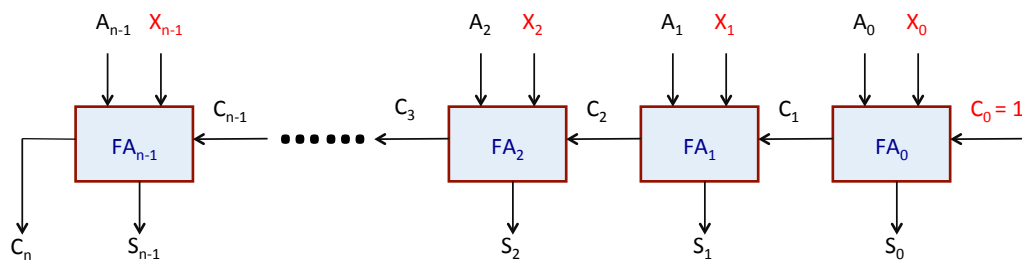 Aₙ₋₁ Xₙ₋₁ A₂ X₂ A₁ X₁ A₀ X₀
Cₙ₋₁ C₃ C₂ C₁ C₀ = 1
FAₙ₋₁ FA₂ FA₁ FA₀
Cₙ Sₙ₋₁ S₂ S₁ S₀